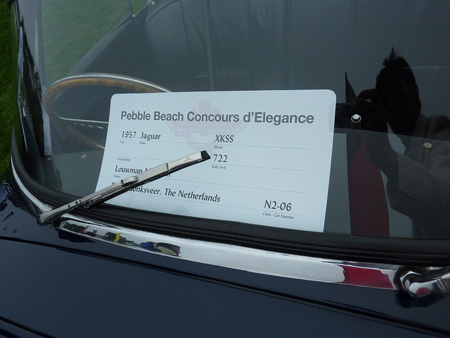 Pebble Beach Concours d'Elegance
1957 Jaguar XKSS
722
Louwman
The Netherlands N2-06
Class - Car Number